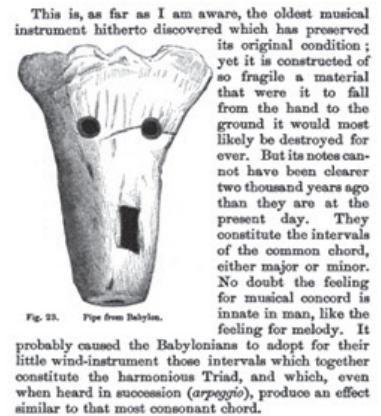 This is, as far as I am aware, the oldest musical
instrument hitherto discovered which has preserved
its original condition ;
yet it is constructed of
so fragile a material
that were it to fall
from the hand to the
ground it would most
likely be destroyed for
ever. But its notes can-
not have been clearer
two thousand years ago
than they are at the
present day. They
constitute the intervals
of the common chord,
either major or minor.
No doubt the feeling
for musical concord is
innate in man, like the
feeling for melody. It
Fig. 23. Pipe from Babylon.
probably caused the Babylonians to adopt for their
little wind-instrument those intervals which together
constitute the harmonious Triad, and which, even
when heard in succession (arpeggio), produce an effect
similar to that most consonant chord.